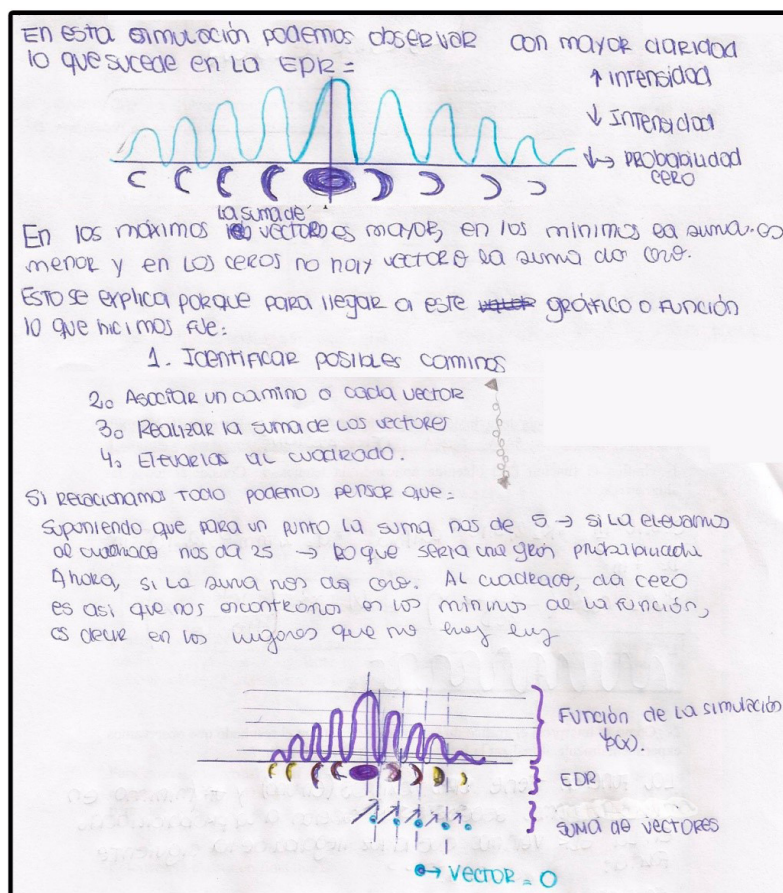 En esta simulación podemos observar con mayor claridad
lo que sucede en la EDR =
↑ intensidad
↓ Intensidad
↓→ Probabilidad
cero
la suma de
En los máximos vectores mayor, en los mínimos la suma es
menor y en los ceros no hay vector o la suma da cero.
Esto se explica porque para llegar a este gráfico o función
lo que hicimos fue:
1. Identificar posibles caminos
2. Asociar un camino a cada vector
3. Realizar la suma de los vectores
4. Elevarlas al cuadrado.
Si relacionamos todo podemos pensar que:
Suponiendo que para un punto la suma nos de 5 → si la elevamos
al cuadrado nos da 25 → lo que sería una gran probabilidad
Ahora, si la suma nos da cero. Al cuadrado, da cero
es así que nos encontramos en los mínimos de la función,
es decir en los lugares que no hay luz
Función de la simulación
EDR
suma de vectores
→ Vector = 0